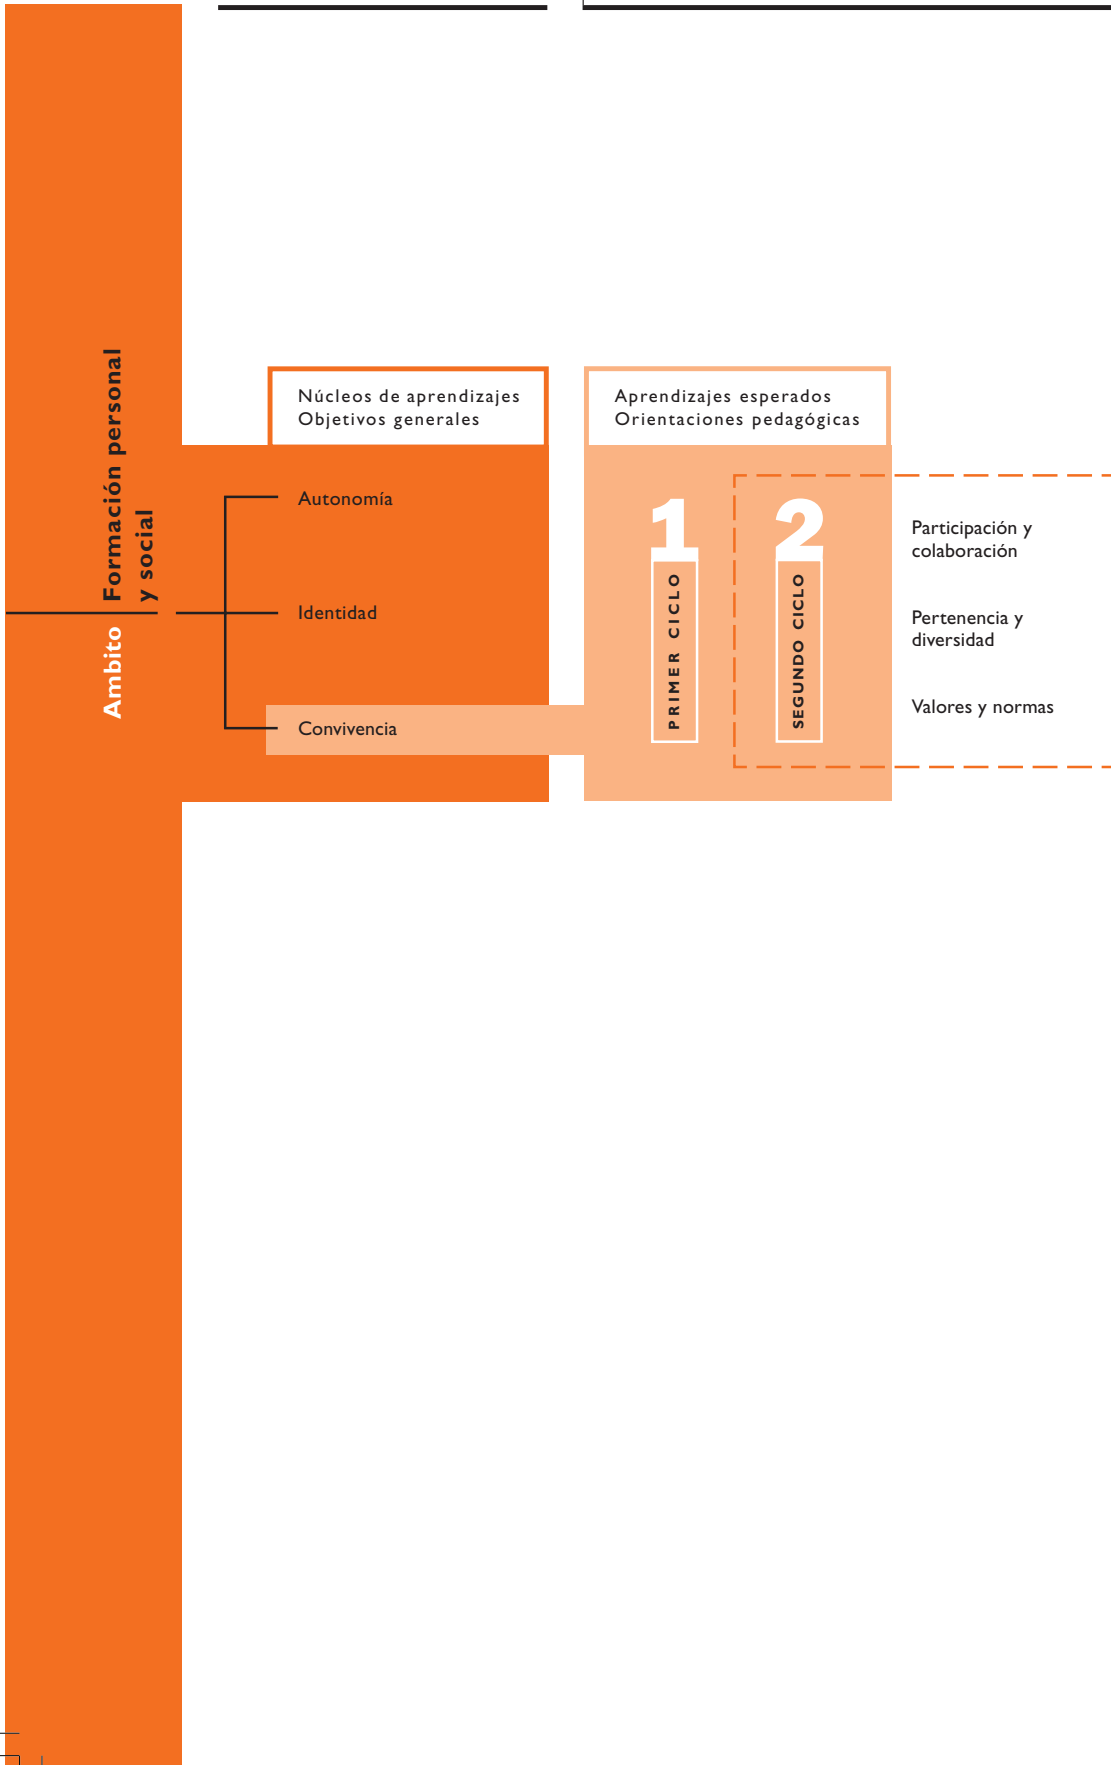 Ambito Formación personal
y social
Núcleos de aprendizajes
Objetivos generales
Autonomía
Identidad
Convivencia
Aprendizajes esperados
Orientaciones pedagógicas
1
PRIMER CICLO
2
SEGUNDO CICLO
Participación y
colaboración
Pertenencia y
diversidad
Valores y normas